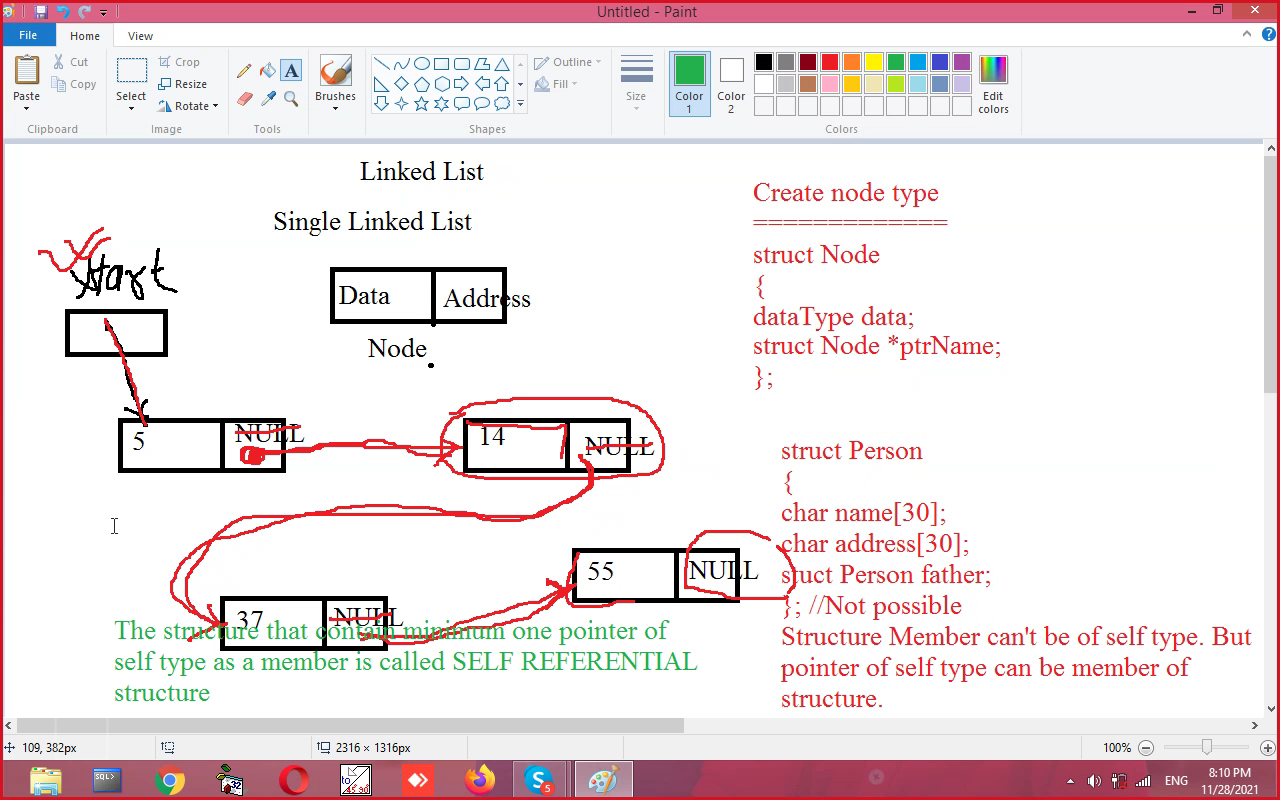 Untitled - Paint
File
Home
View
Paste
Cut
Copy
Clipboard
Select
Crop
Resize
Rotate
Image
A
Tools
Brushes
Shapes
Outline
Fill
Size
Color 1
Color 2
Colors
Edit colors
Linked List
Single Linked List
Start
Data
Address
Node
5
NULL
14
NULL
37
NULL
55
NULL
The structure that contain minimum one pointer of
self type as a member is called SELF REFERENTIAL
structure
Create node type
=============
struct Node
{
dataType data;
struct Node *ptrName;
};
struct Person
{
char name[30];
char address[30];
stuct Person father;
}; //Not possible
Structure Member can't be of self type. But
pointer of self type can be member of
structure.
109, 382px
2316 × 1316px
100%
SQL>
32
S
5
ENG
8:10 PM
11/28/2021